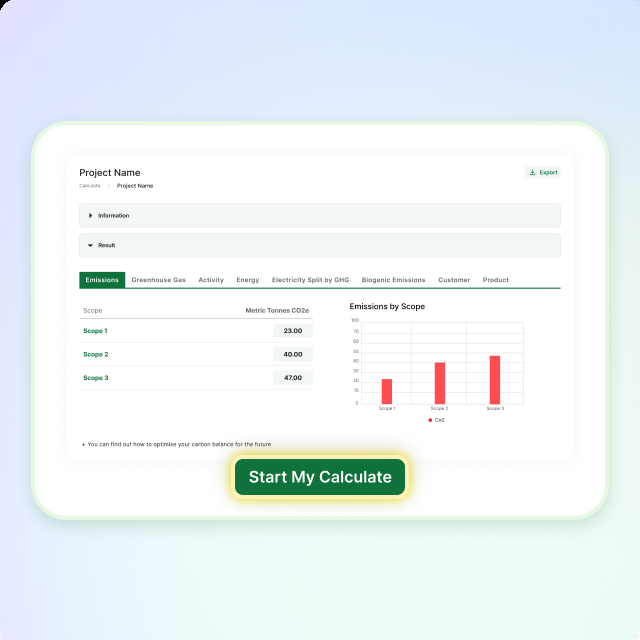 Project Name
Export
Calculate › Project Name
Information
Result
Emissions Greenhouse Gas Activity Energy Electricity Split by GHG Biogenic Emissions Customer Product
Scope Metric Tonnes CO2e
Scope 1 23.00
Scope 2 40.00
Scope 3 47.00
Emissions by Scope
100
70
60
50
40
30
20
10
0
Scope 1 Scope 2 Scope 3
Co2
• You can find out how to optimise your carbon balance for the future
Start My Calculate